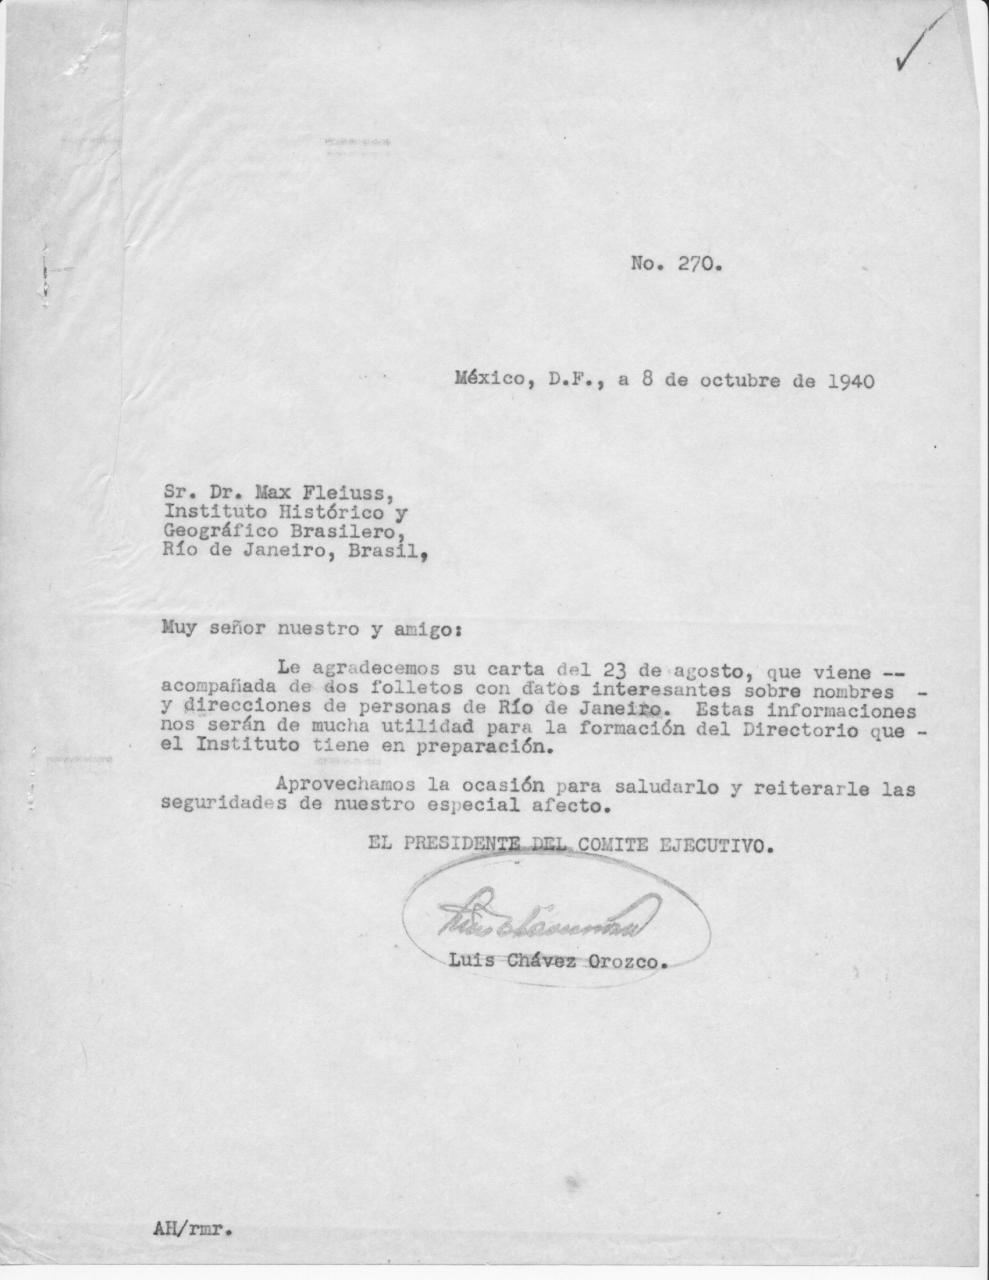 No. 270.
México, D.F., a 8 de octubre de 1940
Sr. Dr. Max Fleiuss,
Instituto Histórico y
Geográfico Brasilero,
Río de Janeiro, Brasil,
Muy señor nuestro y amigo:
Le agradecemos su carta del 23 de agosto, que viene --
acompañada de dos folletos con datos interesantes sobre nombres -
y direcciones de personas de Río de Janeiro. Estas informaciones
nos serán de mucha utilidad para la formación del Directorio que -
el Instituto tiene en preparación.
Aprovechamos la ocasión para saludarlo y reiterarle las
seguridades de nuestro especial afecto.
EL PRESIDENTE DEL COMITE EJECUTIVO.
Luis Chávez Orozco.
AH/rmr.